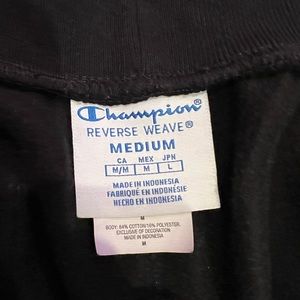 Champion®
REVERSE WEAVE®
MEDIUM
CA MEX JPN
M/M M L
MADE IN INDONESIA
FABRIQUÉ EN INDONÉSIE
HECHO EN INDONESIA
M
BODY: 84% COTTON/16% POLYESTER,
EXCLUSIVE OF DECORATION
MADE IN INDONESIA
M